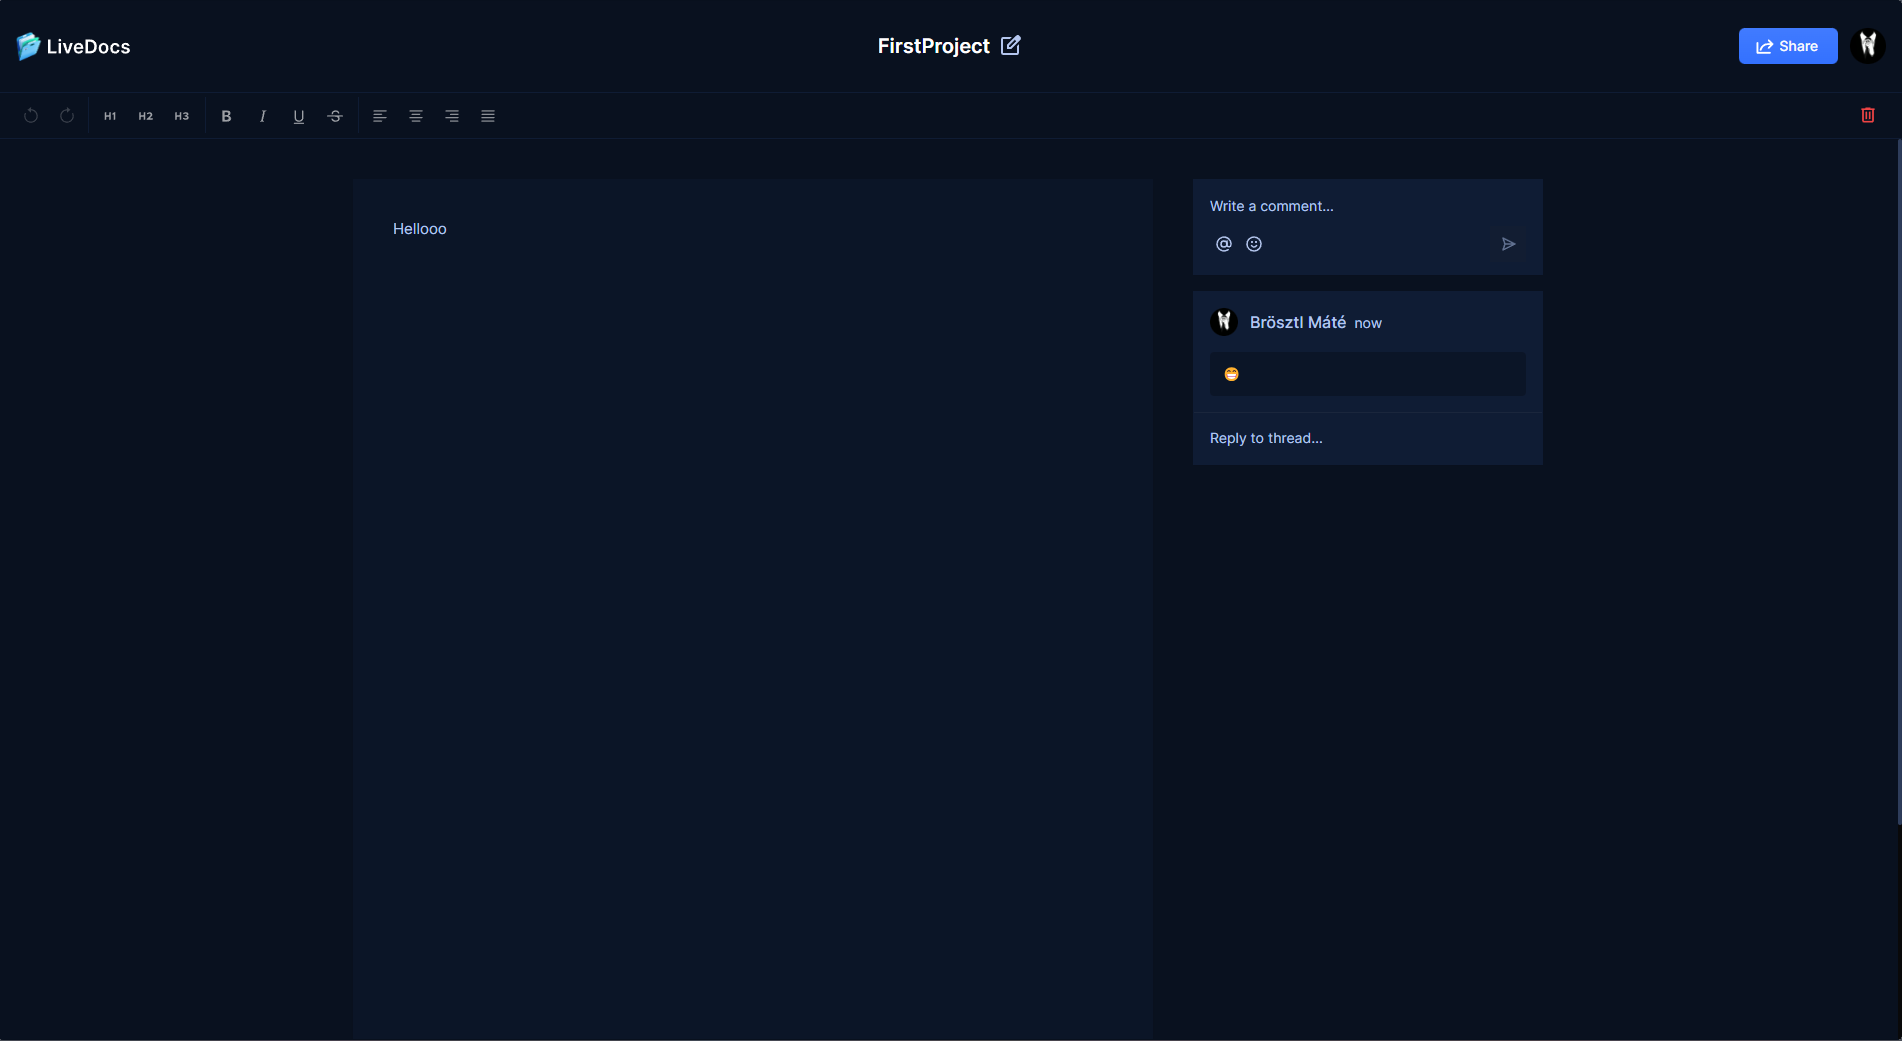 LiveDocs
FirstProject
Share
H1 H2 H3 B I U S
Hellooo
Write a comment...
Brösztl Máté now
😁
Reply to thread...